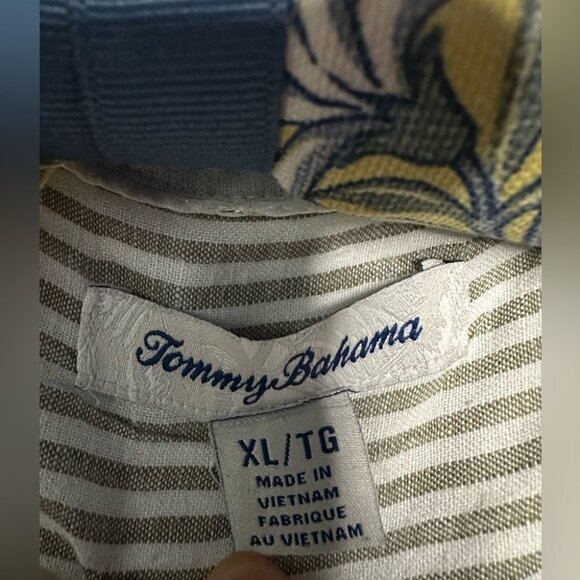 Tommy Bahama
XL/TG
MADE IN
VIETNAM
FABRIQUE
AU VIETNAM